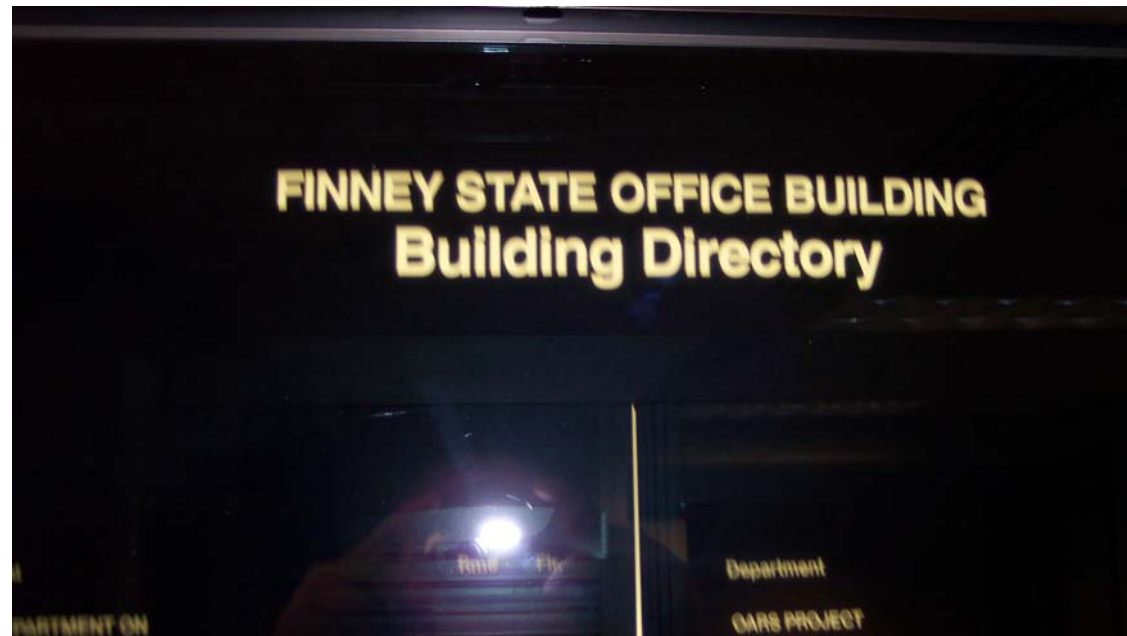 FINNEY STATE OFFICE BUILDING
Building Directory
Rm#
Flr
Department
PARTMENT ON
OARS PROJECT